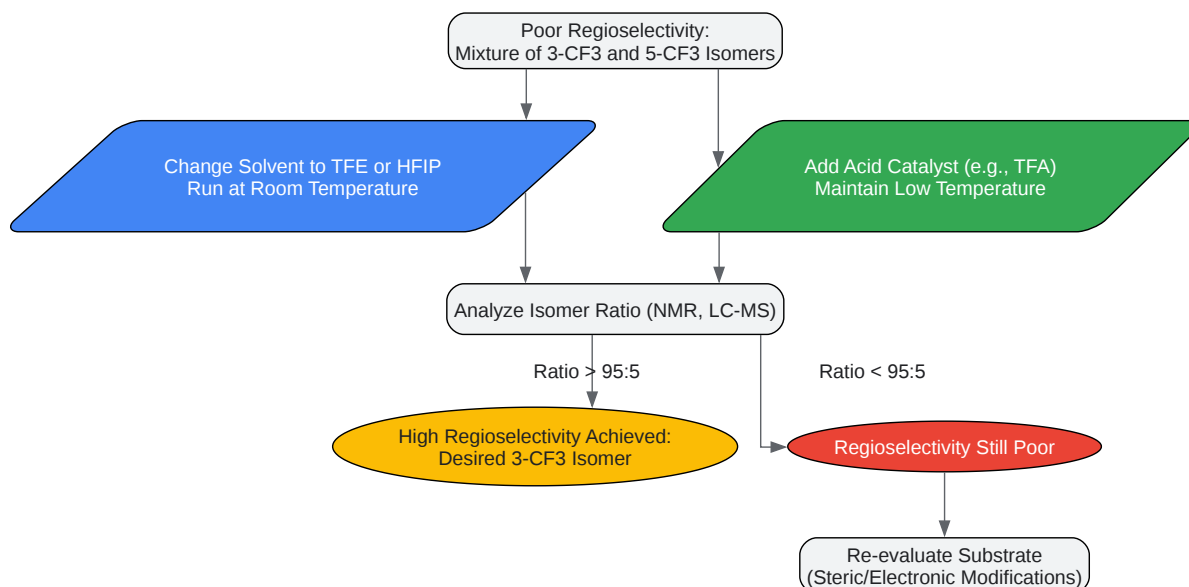 Poor Regioselectivity:
Mixture of 3-CF3 and 5-CF3 Isomers
Change Solvent to TFE or HFIP
Run at Room Temperature
Add Acid Catalyst (e.g., TFA)
Maintain Low Temperature
Analyze Isomer Ratio (NMR, LC-MS)
Ratio > 95:5
Ratio < 95:5
High Regioselectivity Achieved:
Desired 3-CF3 Isomer
Regioselectivity Still Poor
Re-evaluate Substrate
(Steric/Electronic Modifications)